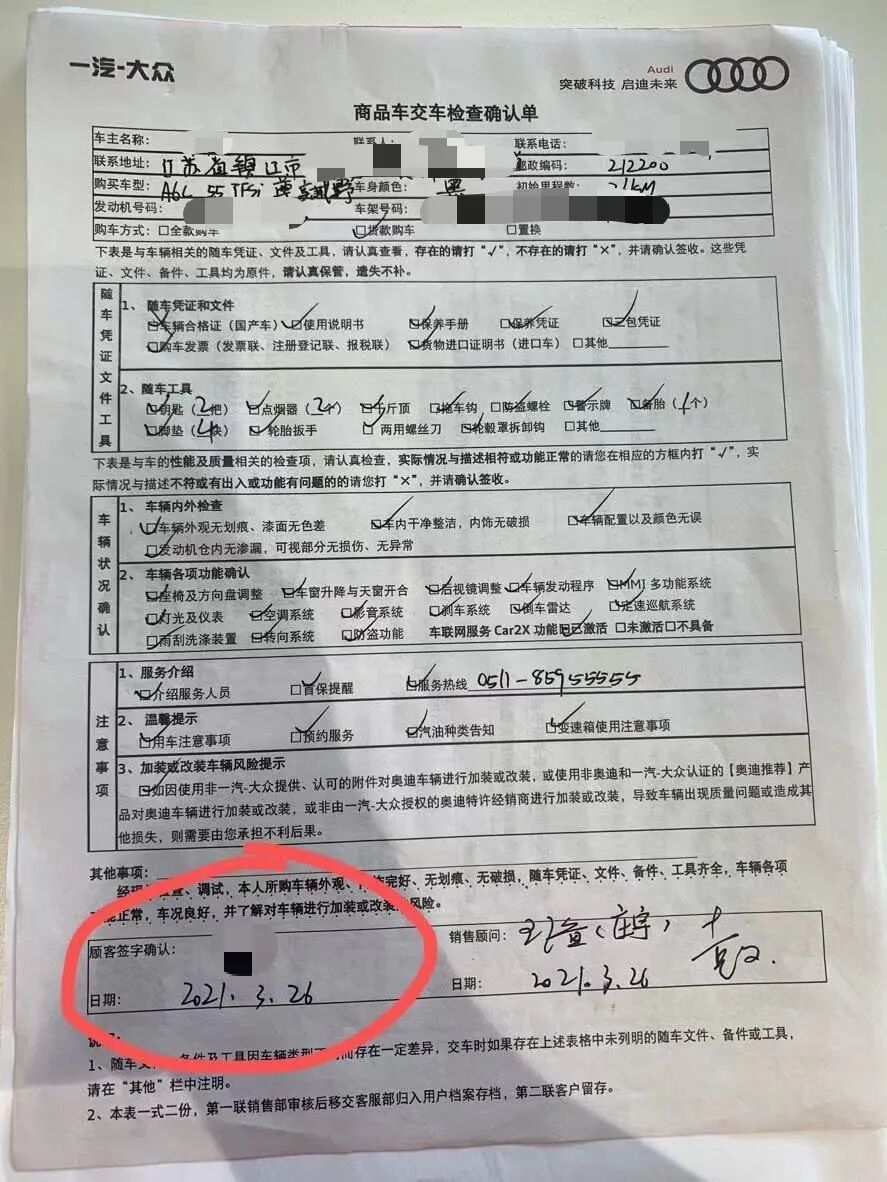 一汽-大众
Audi
突破科技 启迪未来
商品车交车检查确认单
车主名称： 联系人： 联系电话：
联系地址：江苏省镇江市 邮政编码：212200
购买车型：A6L 55 TFSi 车身颜色：黑 初始里程数： KM
发动机号码： 车架号码：
购车方式：□全款购车 ☑贷款购车 □置换
下表是与车辆相关的随车凭证、文件及工具，请认真查看，存在的请打“√”，不存在的请打“×”，并请确认签收。这些凭
证、文件、备件、工具均为原件，请认真保管，遗失不补。
随车凭证文件工具
1、 随车凭证和文件
☑车辆合格证（国产车） ☑使用说明书 ☑保养手册 ☑保养凭证 ☑三包凭证
☑购车发票（发票联、注册登记联、报税联） ☑货物进口证明书（进口车） □其他
2、随车工具
☑钥匙（2把） ☑点烟器（2个） ☑千斤顶 ☑拖车钩 ☑防盗螺栓 ☑警示牌 ☑备胎（1个）
☑脚垫（4块） ☑轮胎扳手 □两用螺丝刀 ☑轮毂罩拆卸钩 □其他
下表是与车的性能及质量相关的检查项，请认真检查，实际情况与描述相符或功能正常的请您在相应的方框内打“√”，实
际情况与描述不符或有出入或功能有问题的的请您打“×”，并请确认签收。
车辆状况确认
1、 车辆内外检查
☑车辆外观无划痕、漆面无色差 ☑车内干净整洁，内饰无破损 ☑车辆配置以及颜色无误
☑发动机仓内无渗漏，可视部分无损伤、无异常
2、 车辆各项功能确认
☑座椅及方向盘调整 ☑车窗升降与天窗开合 ☑后视镜调整 ☑车辆发动程序 ☑MMI 多功能系统
☑灯光及仪表 ☑空调系统 ☑影音系统 ☑刹车系统 ☑倒车雷达 ☑定速巡航系统
☑雨刮洗涤装置 ☑转向系统 ☑防盗功能 车联网服务 Car2X 功能☑已激活 □未激活□不具备
注意事项
1、服务介绍
☑介绍服务人员 ☑首保提醒 ☑服务热线 0511-85955555
2、 温馨提示
☑用车注意事项 ☑预约服务 ☑汽油种类告知 ☑变速箱使用注意事项
3、加装或改装车辆风险提示
☑如因使用非一汽-大众提供、认可的附件对奥迪车辆进行加装或改装，或使用非奥迪和一汽-大众认证的【奥迪推荐】产
品对奥迪车辆进行加装或改装，或非由一汽-大众授权的奥迪特许经销商进行加装或改装，导致车辆出现质量问题或造成其
他损失，则需要由您承担不利后果。
其他事项：
经 检查、调试，本人所购车辆外观、 完好、无划痕、无破损，随车凭证、文件、备件、工具齐全，车辆各项
能正常，车况良好，并了解对车辆进行加装或改装 风险。
顾客签字确认： 销售顾问：
日期： 2021.3.26 日期： 2021.3.26
1、随车文 备件及工具因车辆类型不同而存在一定差异，交车时如果存在上述表格中未列明的随车文件、备件或工具，
请在“其他”栏中注明。
2、本表一式二份，第一联销售部审核后移交客服部归入用户档案存档，第二联客户留存。